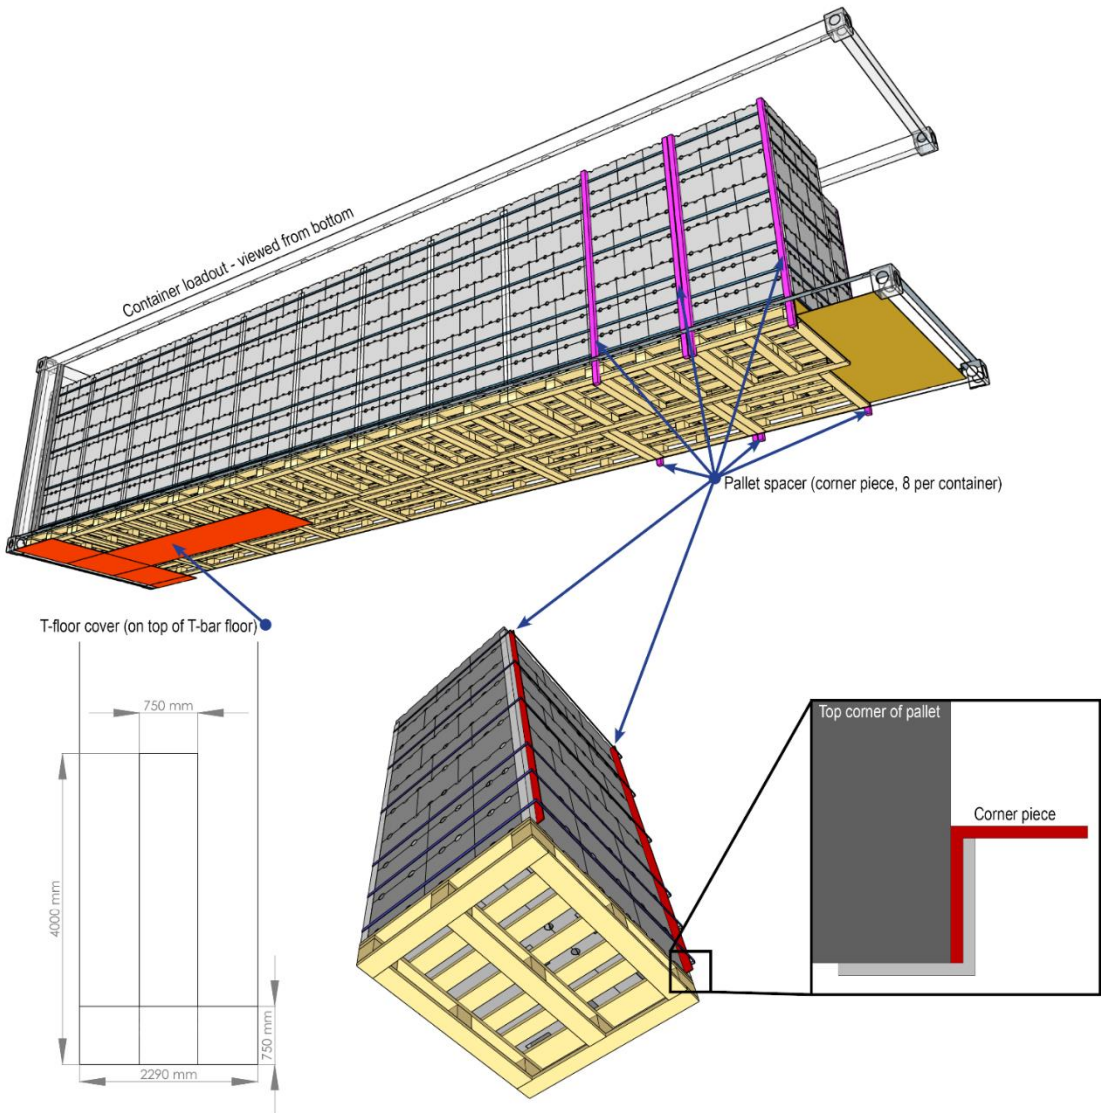 Container loadout - viewed from bottom
Pallet spacer (corner piece, 8 per container)
T-floor cover (on top of T-bar floor)
750 mm
Top corner of pallet
Corner piece
4000 mm
750 mm
2290 mm